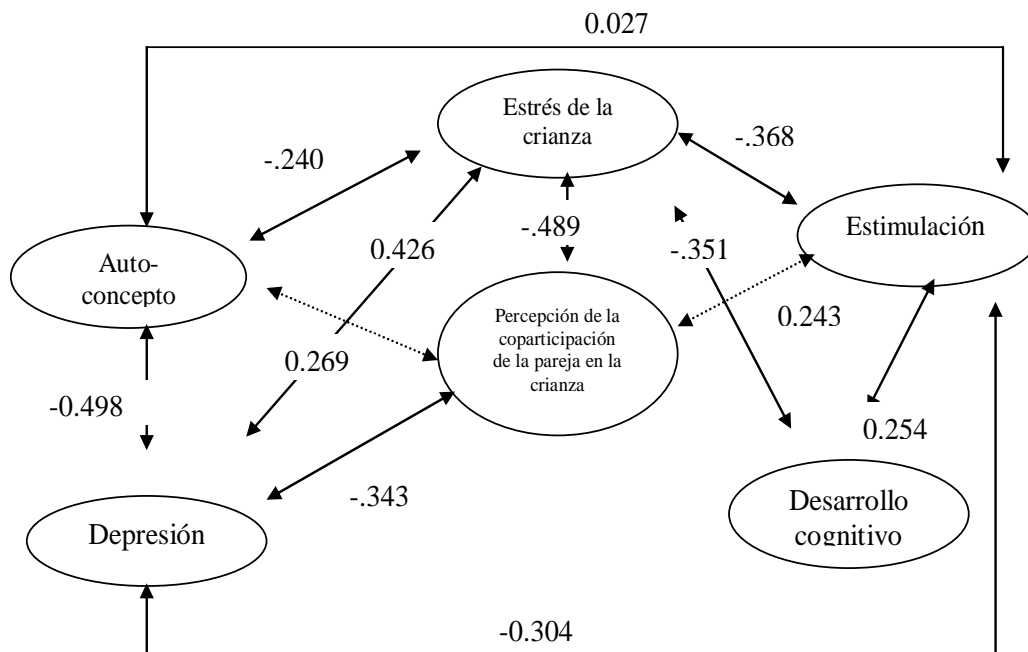 0.027
Estrés de la
crianza
-.240
-.368
Estimulación
-.489
0.426
-.351
Auto-
concepto
Percepción de la
coparticipación
de la pareja en la
crianza
0.243
0.269
-0.498
0.254
-.343
Desarrollo
cognitivo
Depresión
-0.304